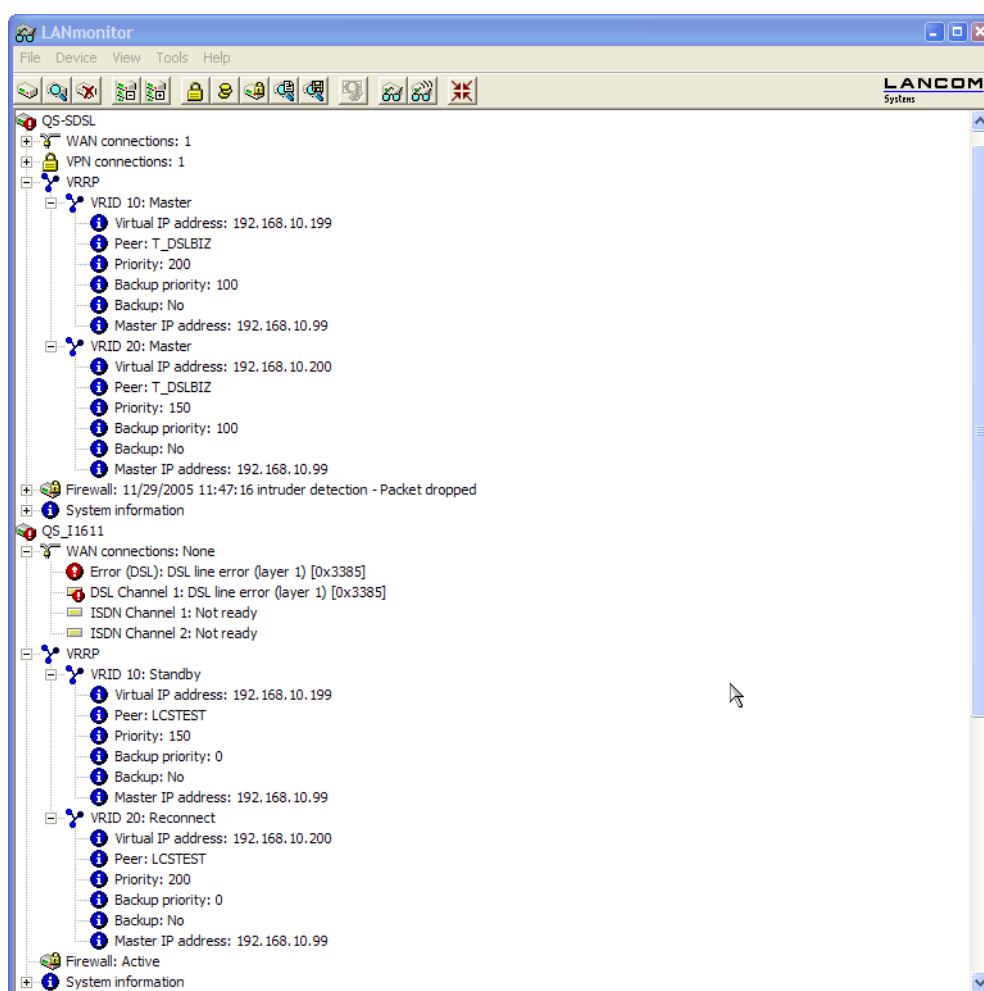 LANmonitor
File Device View Tools Help
LANCOM
Systems
QS-SDSL
WAN connections: 1
VPN connections: 1
VRRP
VRID 10: Master
Virtual IP address: 192.168.10.199
Peer: T_DSLBIZ
Priority: 200
Backup priority: 100
Backup: No
Master IP address: 192.168.10.99
VRID 20: Master
Virtual IP address: 192.168.10.200
Peer: T_DSLBIZ
Priority: 150
Backup priority: 100
Backup: No
Master IP address: 192.168.10.99
Firewall: 11/29/2005 11:47:16 intruder detection - Packet dropped
System information
QS_I1611
WAN connections: None
Error (DSL): DSL line error (layer 1) [0x3385]
DSL Channel 1: DSL line error (layer 1) [0x3385]
ISDN Channel 1: Not ready
ISDN Channel 2: Not ready
VRRP
VRID 10: Standby
Virtual IP address: 192.168.10.199
Peer: LCSTEST
Priority: 150
Backup priority: 0
Backup: No
Master IP address: 192.168.10.99
VRID 20: Reconnect
Virtual IP address: 192.168.10.200
Peer: LCSTEST
Priority: 200
Backup priority: 0
Backup: No
Master IP address: 192.168.10.99
Firewall: Active
System information